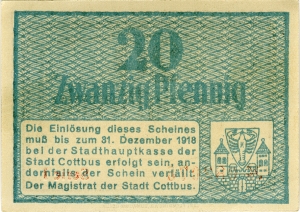 20
Zwanzig Pfennig
Die Einlösung dieses Scheines
muß bis zum 31. Dezember 1918
bei der Stadthauptkasse der
Stadt Cottbus erfolgt sein, an-
dernfalls der Schein verfällt.
Der Magistrat der Stadt Cottbus.